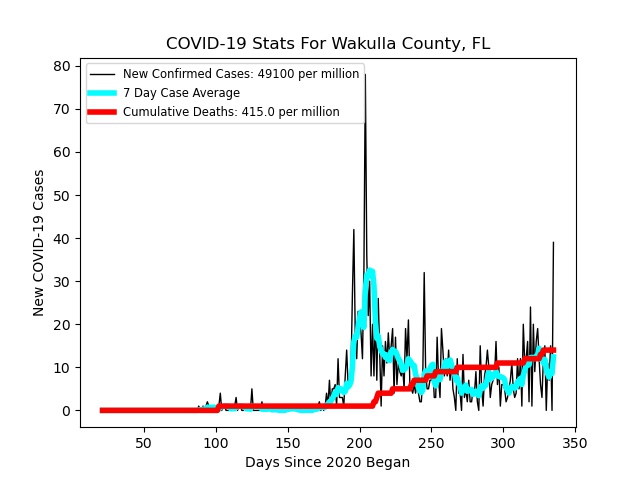 COVID-19 Stats For Wakulla County, FL
New Confirmed Cases: 49100 per million
7 Day Case Average
Cumulative Deaths: 415.0 per million
New COVID-19 Cases
80
70
60
50
40
30
20
10
0
50 100 150 200 250 300 350
Days Since 2020 Began